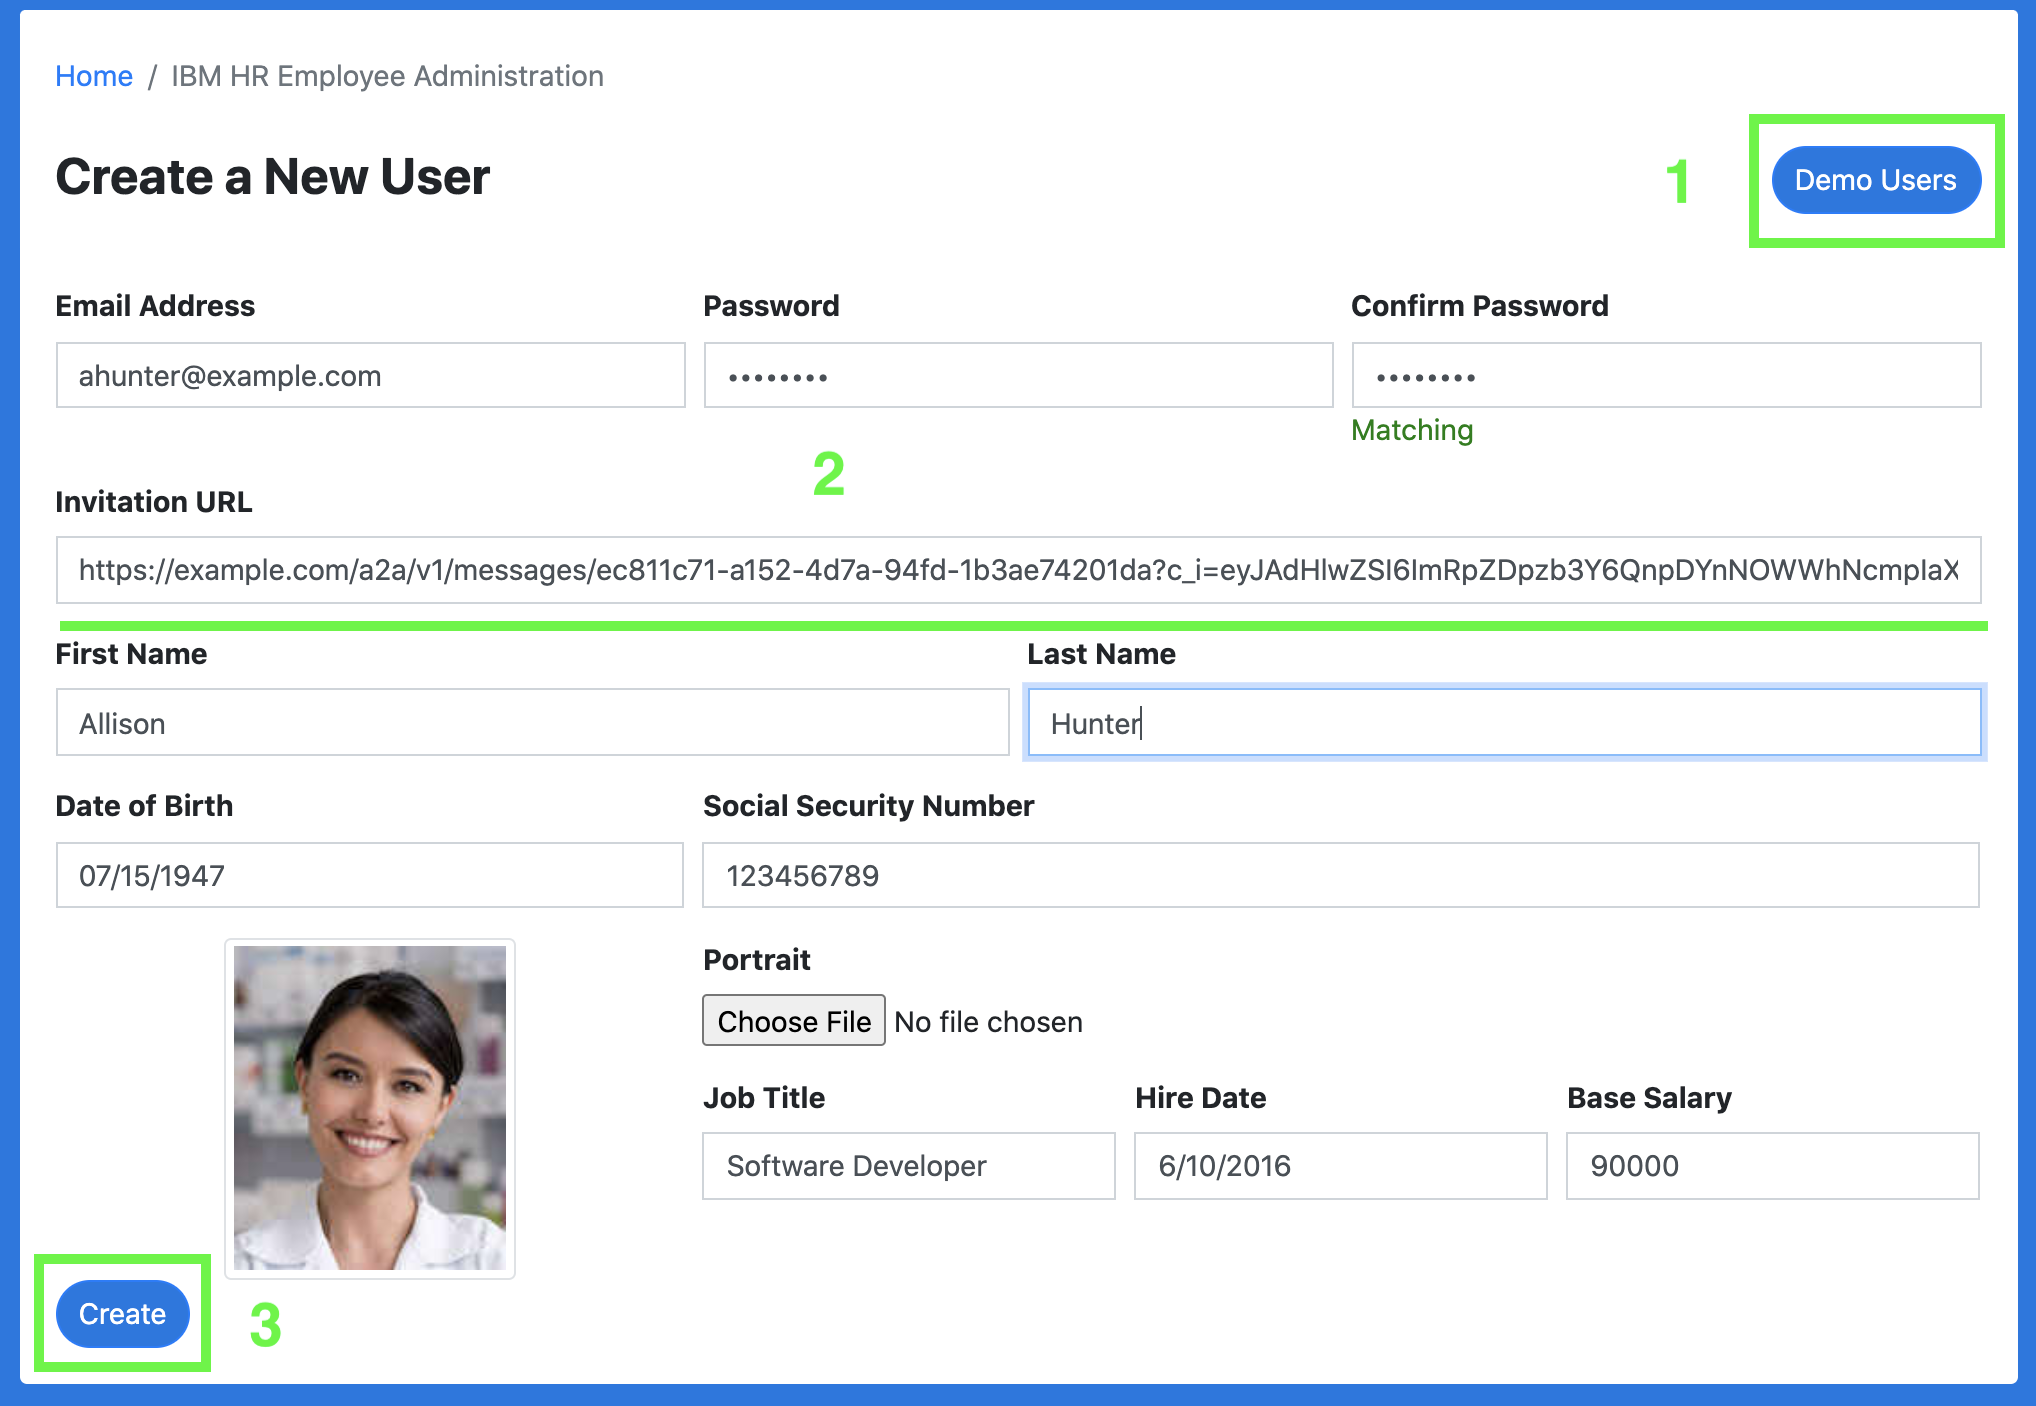 Home / IBM HR Employee Administration
Create a New User
1
Demo Users
Email Address
Password
Confirm Password
ahunter@example.com
••••••••
••••••••
Matching
2
Invitation URL
https://example.com/a2a/v1/messages/ec811c71-a152-4d7a-94fd-1b3ae74201da?c_i=eyJAdHlwZSI6ImRpZDpzb3Y6QnpDYnNOWWhNcmpIaX
First Name
Last Name
Allison
Hunter
Date of Birth
Social Security Number
07/15/1947
123456789
Portrait
Choose File No file chosen
Job Title
Hire Date
Base Salary
Software Developer
6/10/2016
90000
Create
3